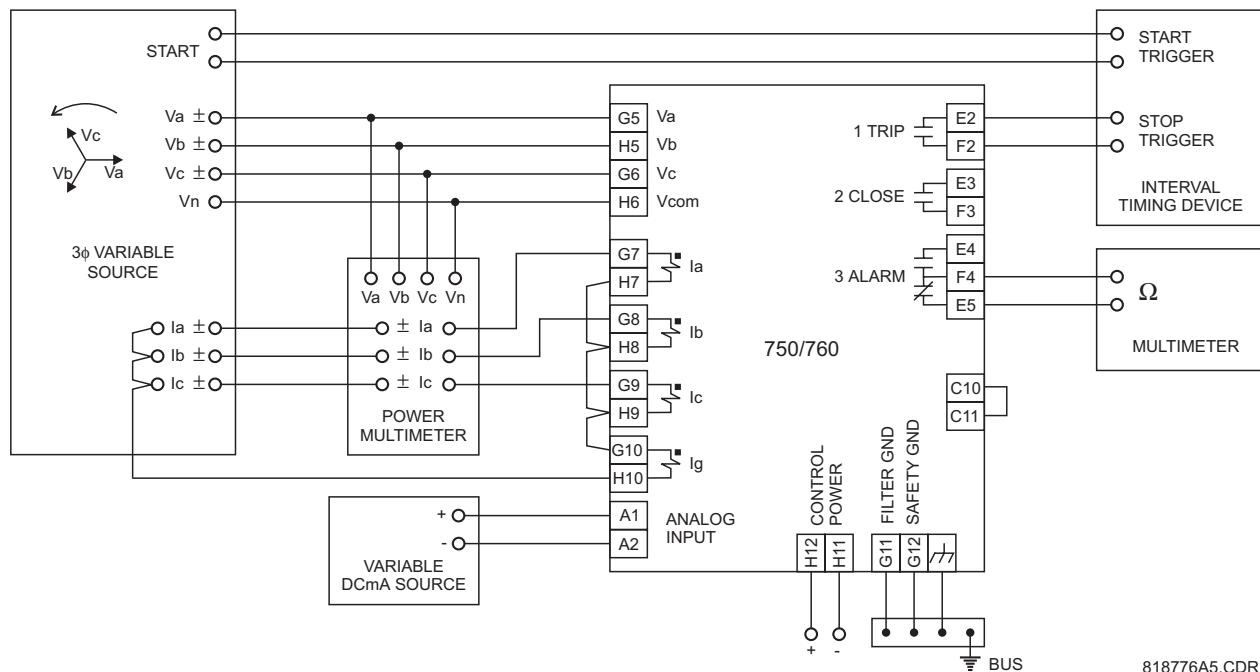 START
START
TRIGGER
Va ±
Vb ±
Vc ±
Vn
Vc
Vb
Va
3ϕ VARIABLE
SOURCE
Ia ±
Ib ±
Ic ±
Va Vb Vc Vn
± Ia
± Ib
± Ic
POWER
MULTIMETER
+
-
VARIABLE
DCmA SOURCE
G5 Va
H5 Vb
G6 Vc
H6 Vcom
G7
H7
Ia
G8
H8
Ib
G9
H9
Ic
G10
H10
Ig
A1
A2
ANALOG
INPUT
750/760
1 TRIP
E2
F2
2 CLOSE
E3
F3
3 ALARM
E4
F4
E5
C10
C11
CONTROL
POWER
FILTER GND
SAFETY GND
H12
H11
G11
G12
+
-
BUS
STOP
TRIGGER
INTERVAL
TIMING DEVICE
Ω
MULTIMETER
818776A5.CDR